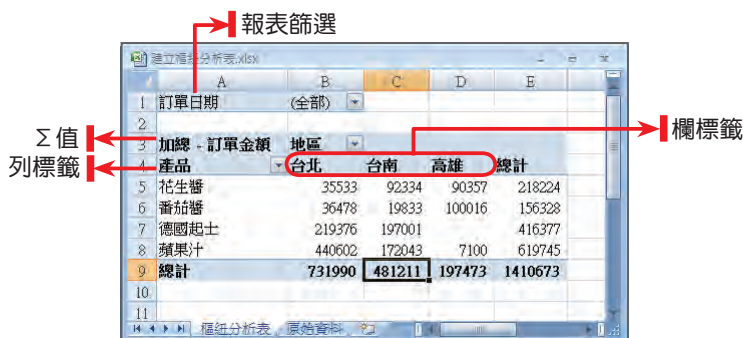 報表篩選
建立樞紐分析表.xlsx
A B C D E
1 訂單日期 (全部)
2
Σ值
3 加總 - 訂單金額 地區
欄標籤
列標籤
4 產品 台北 台南 高雄 總計
5 花生醬 35533 92334 90357 218224
6 番茄醬 36478 19833 100016 156328
7 德國起士 219376 197001 416377
8 蘋果汁 440602 172043 7100 619745
9 總計 731990 481211 197473 1410673
10
11
樞紐分析表 原始資料